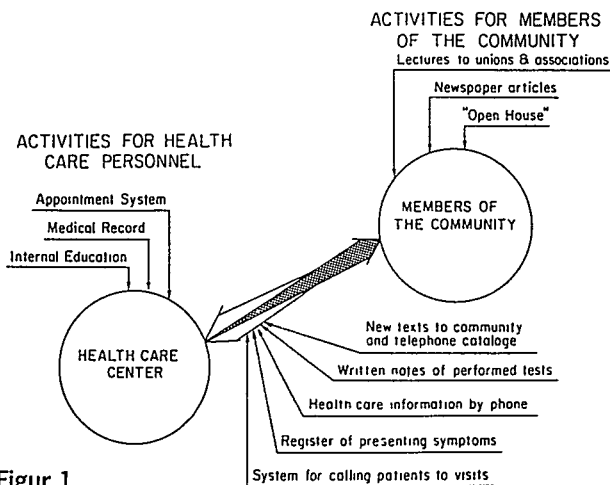 ACTIVITIES FOR MEMBERS
OF THE COMMUNITY
Lectures to unions & associations
Newspaper articles
"Open House"
ACTIVITIES FOR HEALTH
CARE PERSONNEL
Appointment System
Medical Record
Internal Education
MEMBERS OF
THE COMMUNITY
HEALTH CARE
CENTER
New texts to community
and telephone cataloge
Written notes of performed tests
Health care information by phone
Register of presenting symptoms
System for calling patients to visits
Figur 1